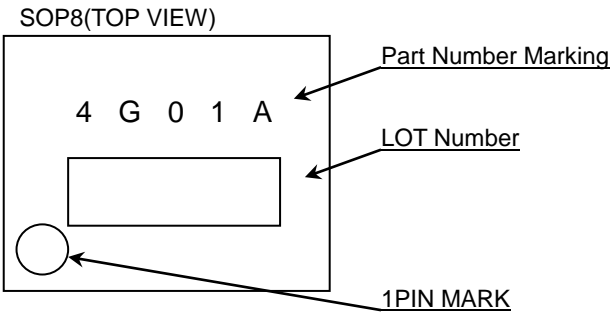 SOP8(TOP VIEW)
Part Number Marking
4 G 0 1 A
LOT Number
1PIN MARK